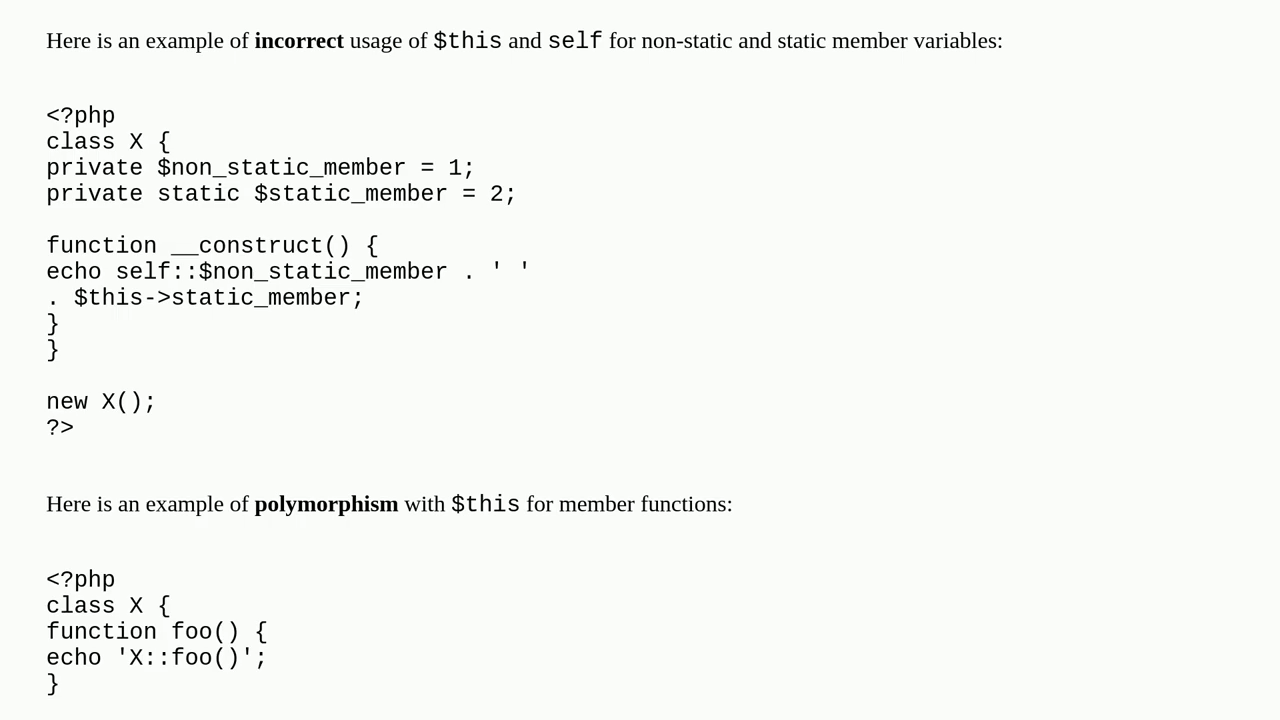 Here is an example of incorrect usage of $this and self for non-static and static member variables:
<?php
class X {
private $non_static_member = 1;
private static $static_member = 2;
function __construct() {
echo self::$non_static_member . ' '
. $this->static_member;
}
}
new X();
?>
Here is an example of polymorphism with $this for member functions:
<?php
class X {
function foo() {
echo 'X::foo()';
}